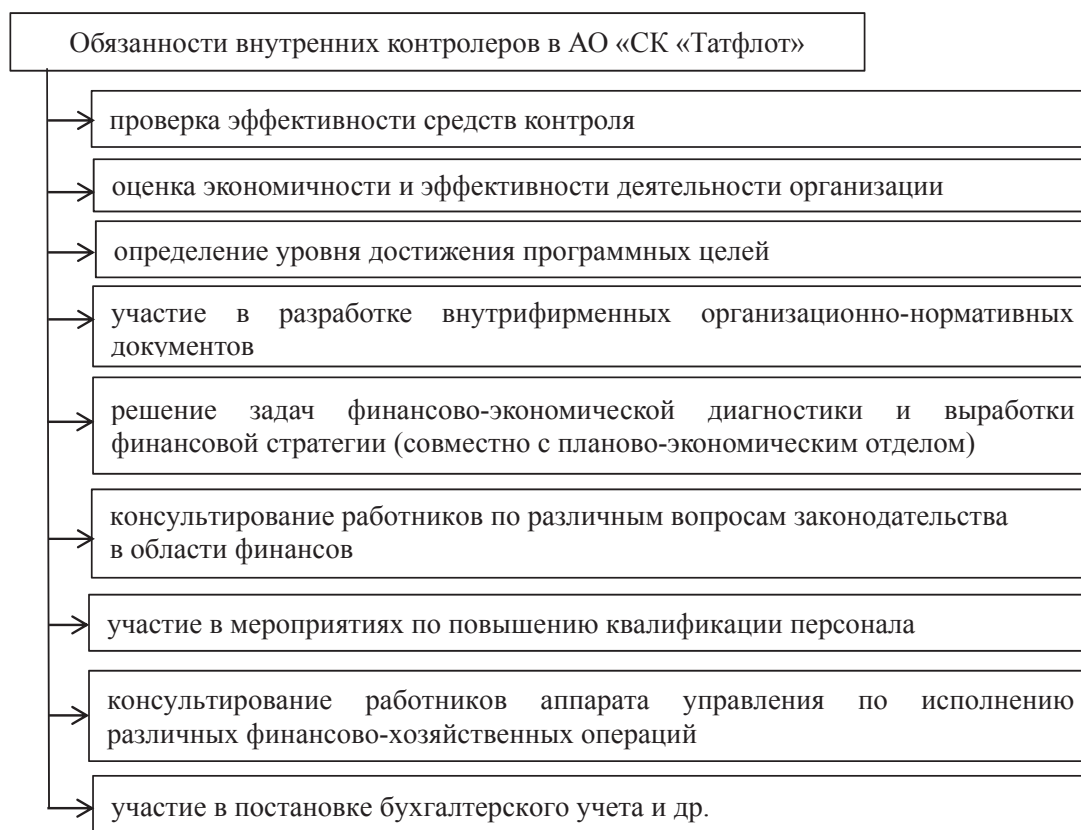 Обязанности внутренних контролеров в АО «СК «Татфлот»
проверка эффективности средств контроля
оценка экономичности и эффективности деятельности организации
определение уровня достижения программных целей
участие в разработке внутрифирменных организационно-нормативных
документов
решение задач финансово-экономической диагностики и выработки
финансовой стратегии (совместно с планово-экономическим отделом)
консультирование работников по различным вопросам законодательства
в области финансов
участие в мероприятиях по повышению квалификации персонала
консультирование работников аппарата управления по исполнению
различных финансово-хозяйственных операций
участие в постановке бухгалтерского учета и др.